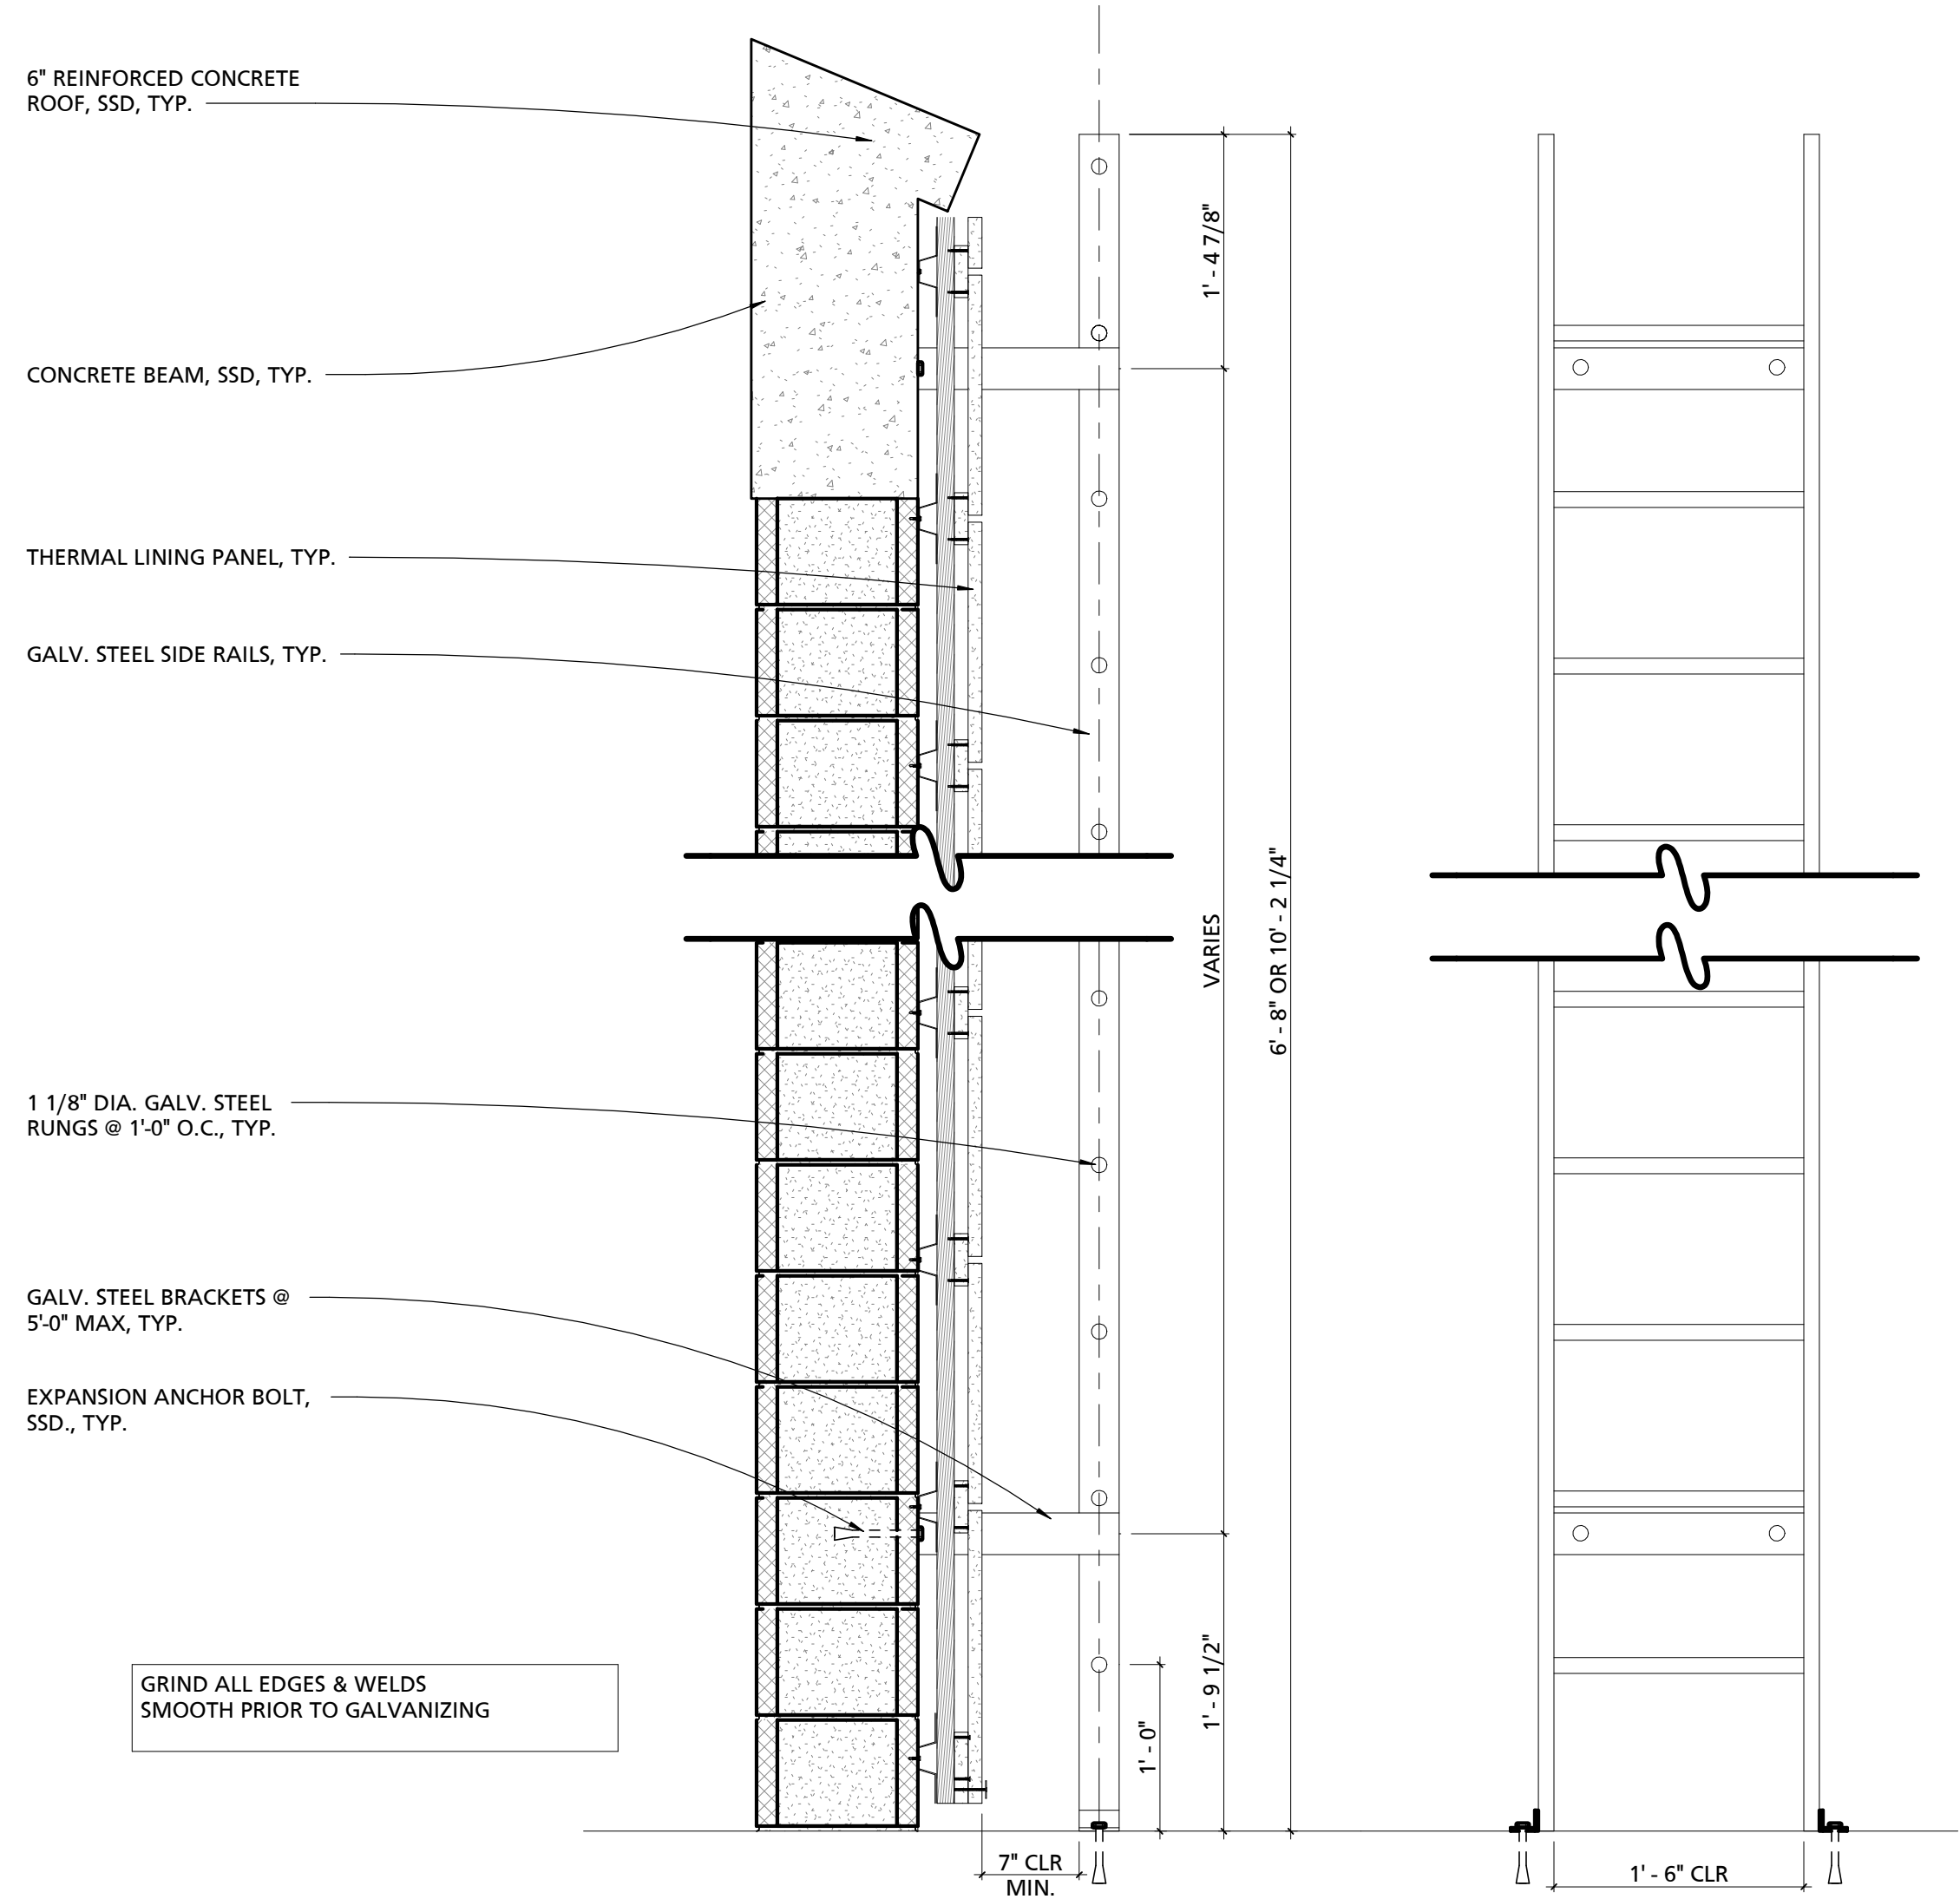 6" REINFORCED CONCRETE
ROOF, SSD, TYP.
CONCRETE BEAM, SSD, TYP.
THERMAL LINING PANEL, TYP.
GALV. STEEL SIDE RAILS, TYP.
1 1/8" DIA. GALV. STEEL
RUNGS @ 1'-0" O.C., TYP.
GALV. STEEL BRACKETS @
5'-0" MAX, TYP.
EXPANSION ANCHOR BOLT,
SSD., TYP.
GRIND ALL EDGES & WELDS
SMOOTH PRIOR TO GALVANIZING
1' - 4 7/8"
VARIES
6' - 8" OR 10' - 2 1/4"
1' - 9 1/2"
1' - 0"
7" CLR
MIN.
1' - 6" CLR